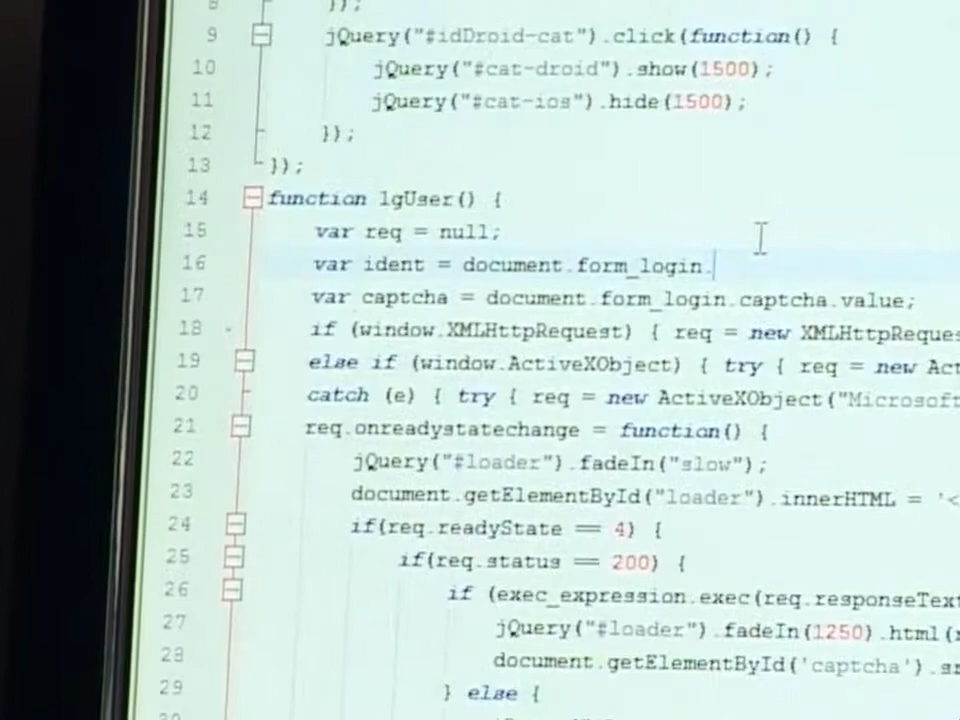 8 });
9 jQuery("#idDroid-cat").click(function() {
10 jQuery("#cat-droid").show(1500);
11 jQuery("#cat-ios").hide(1500);
12 });
13 });
14 function lgUser() {
15 var req = null;
16 var ident = document.form_login.
17 var captcha = document.form_login.captcha.value;
18 if (window.XMLHttpRequest) { req = new XMLHttpReques
19 else if (window.ActiveXObject) { try { req = new Act
20 catch (e) { try { req = new ActiveXObject("Microsoft
21 req.onreadystatechange = function() {
22 jQuery("#loader").fadeIn("slow");
23 document.getElementById("loader").innerHTML = '<
24 if(req.readyState == 4) {
25 if(req.status == 200) {
26 if (exec_expression.exec(req.responseText
27 jQuery("#loader").fadeIn(1250).html(
28 document.getElementById('captcha').sr
29 } else {